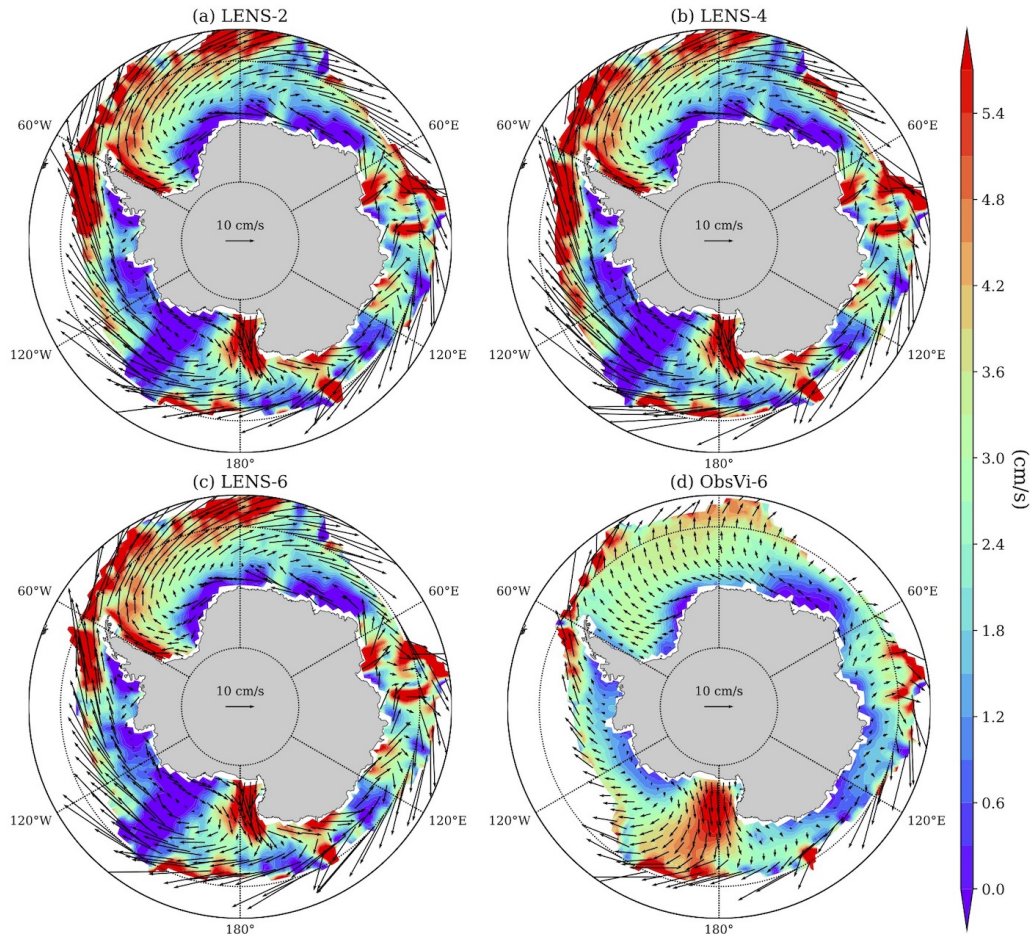 (a) LENS-2
(b) LENS-4
60°W
60°E
60°W
60°E
10 cm/s
10 cm/s
120°W
120°E
120°W
120°E
180°
180°
(c) LENS-6
(d) ObsVi-6
60°W
60°E
60°W
60°E
10 cm/s
10 cm/s
120°W
120°E
120°W
120°E
180°
180°
5.4
4.8
4.2
3.6
3.0
2.4
1.8
1.2
0.6
0.0
(cm/s)